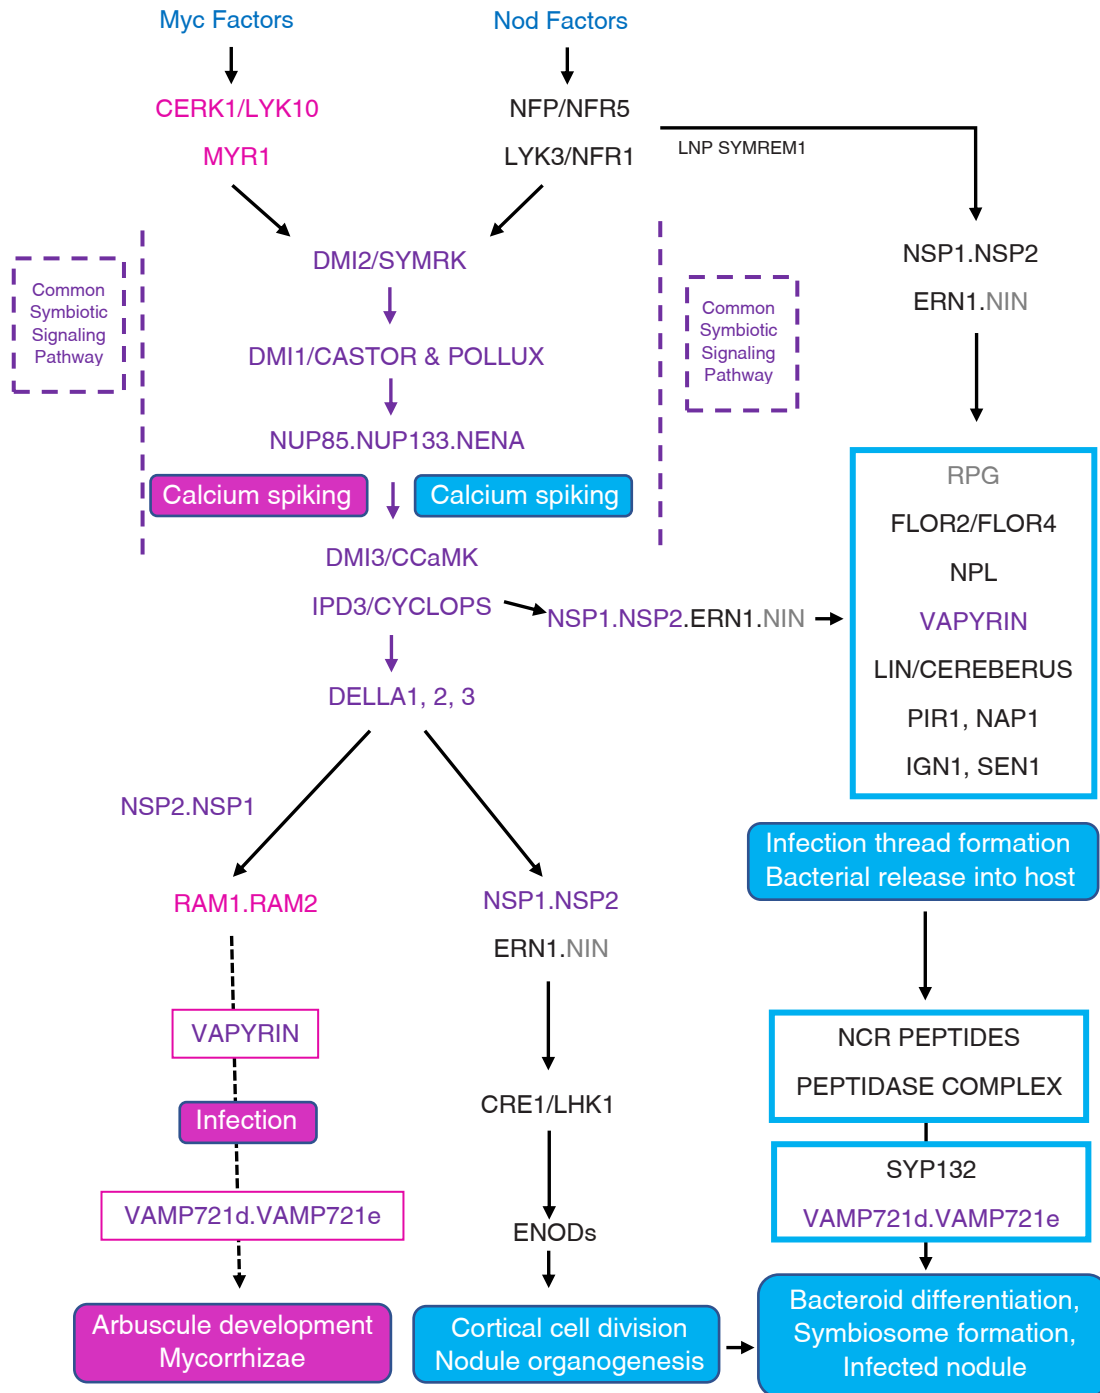 Myc Factors
Nod Factors
CERK1/LYK10
MYR1
NFP/NFR5
LYK3/NFR1
LNP SYMREM1
NSP1.NSP2
ERN1.NIN
Common
Symbiotic
Signaling
Pathway
DMI2/SYMRK
DMI1/CASTOR & POLLUX
NUP85.NUP133.NENA
Common
Symbiotic
Signaling
Pathway
Calcium spiking
Calcium spiking
DMI3/CCaMK
IPD3/CYCLOPS
NSP1.NSP2.ERN1.NIN
DELLA1, 2, 3
RPG
FLOR2/FLOR4
NPL
VAPYRIN
LIN/CEREBERUS
PIR1, NAP1
IGN1, SEN1
NSP2.NSP1
RAM1.RAM2
VAPYRIN
Infection
VAMP721d.VAMP721e
Arbuscule development
Mycorrhizae
NSP1.NSP2
ERN1.NIN
CRE1/LHK1
ENODs
Cortical cell division
Nodule organogenesis
Infection thread formation
Bacterial release into host
NCR PEPTIDES
PEPTIDASE COMPLEX
SYP132
VAMP721d.VAMP721e
Bacteroid differentiation,
Symbiosome formation,
Infected nodule